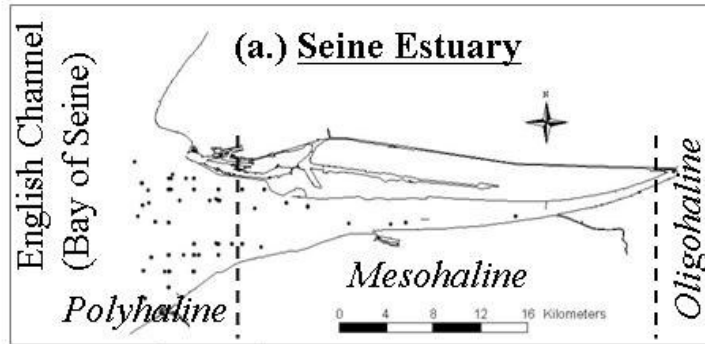 (a.) Seine Estuary
English Channel
(Bay of Seine)
Polyhaline
Mesohaline
Oligohaline
0 4 8 12 16 Kilometers